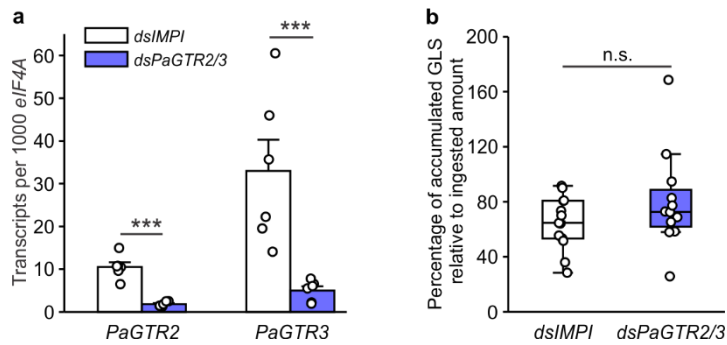 a
dsIMPI
dsPaGTR2/3
Transcripts per 1000 eIF4A
60
50
40
30
20
10
0
***
***
PaGTR2
PaGTR3
b
Percentage of accumulated GLS
relative to ingested amount
200
160
120
80
40
0
n.s.
dsIMPI
dsPaGTR2/3